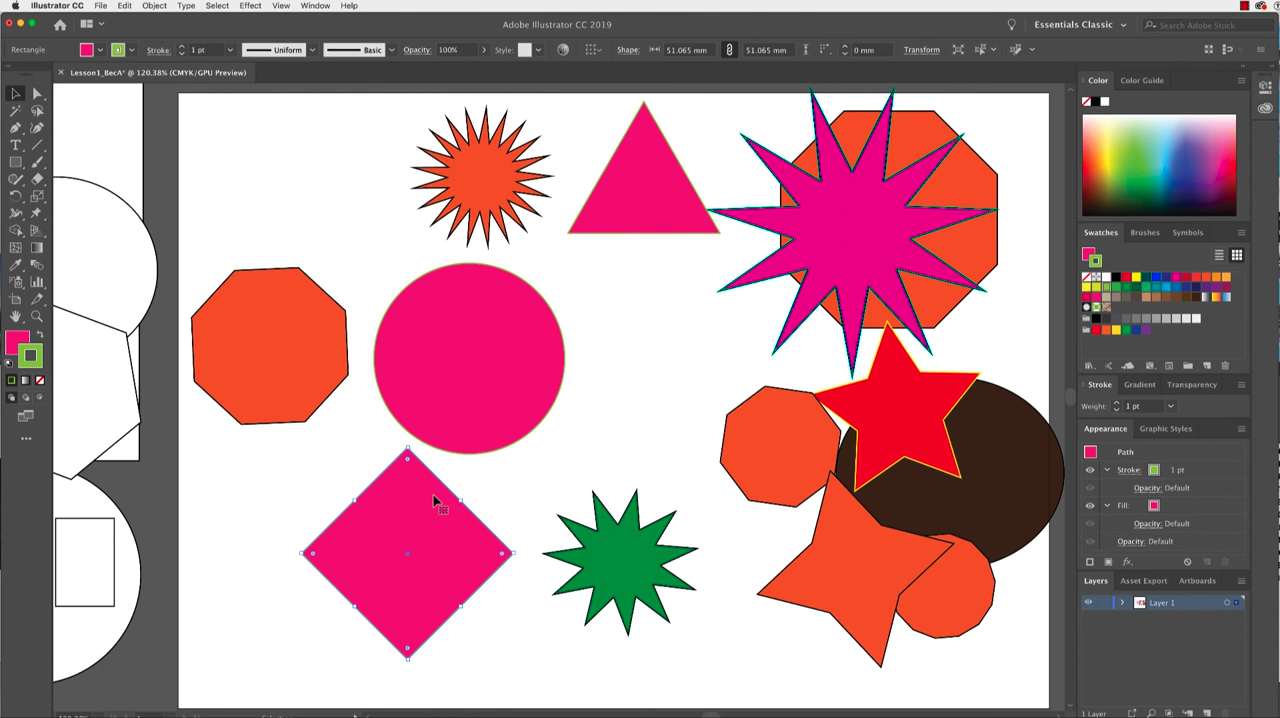 Illustrator CC File Edit Object Type Select Effect View Window Help
Adobe Illustrator CC 2019
Essentials Classic
Search Adobe Stock
Rectangle Stroke: 1 pt Uniform Basic Opacity: 100% Style: Shape: 51.065 mm 51.065 mm 0 mm Transform
Lesson1_BecA* @ 120.38% (CMYK/GPU Preview)
Color Color Guide
Swatches Brushes Symbols
Stroke Gradient Transparency
Weight: 1 pt
Appearance Graphic Styles
Path
Stroke: 1 pt
Opacity: Default
Fill:
Opacity: Default
Opacity: Default
fx
Layers Asset Export Artboards
Layer 1
1 Layer